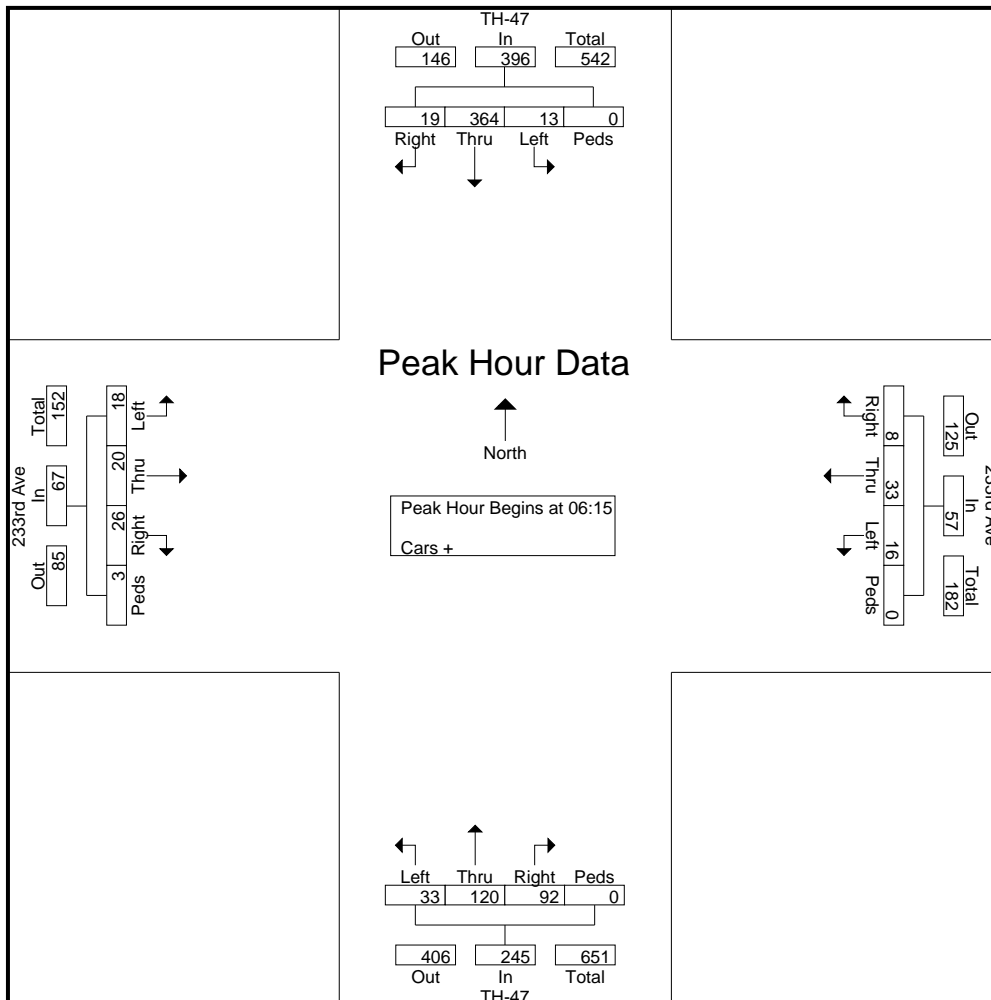 TH-47
Out In Total
146 396 542
19 364 13 0
Right Thru Left Peds
Peak Hour Data
North
Peak Hour Begins at 06:15
Cars +
233rd Ave
Out In Total
85 67 152
18 20 26 3
Left Thru Right Peds
Out In Total
125 57 182
8 33 16 0
Right Thru Left Peds
Left Thru Right Peds
33 120 92 0
406 245 651
Out In Total
TH-47